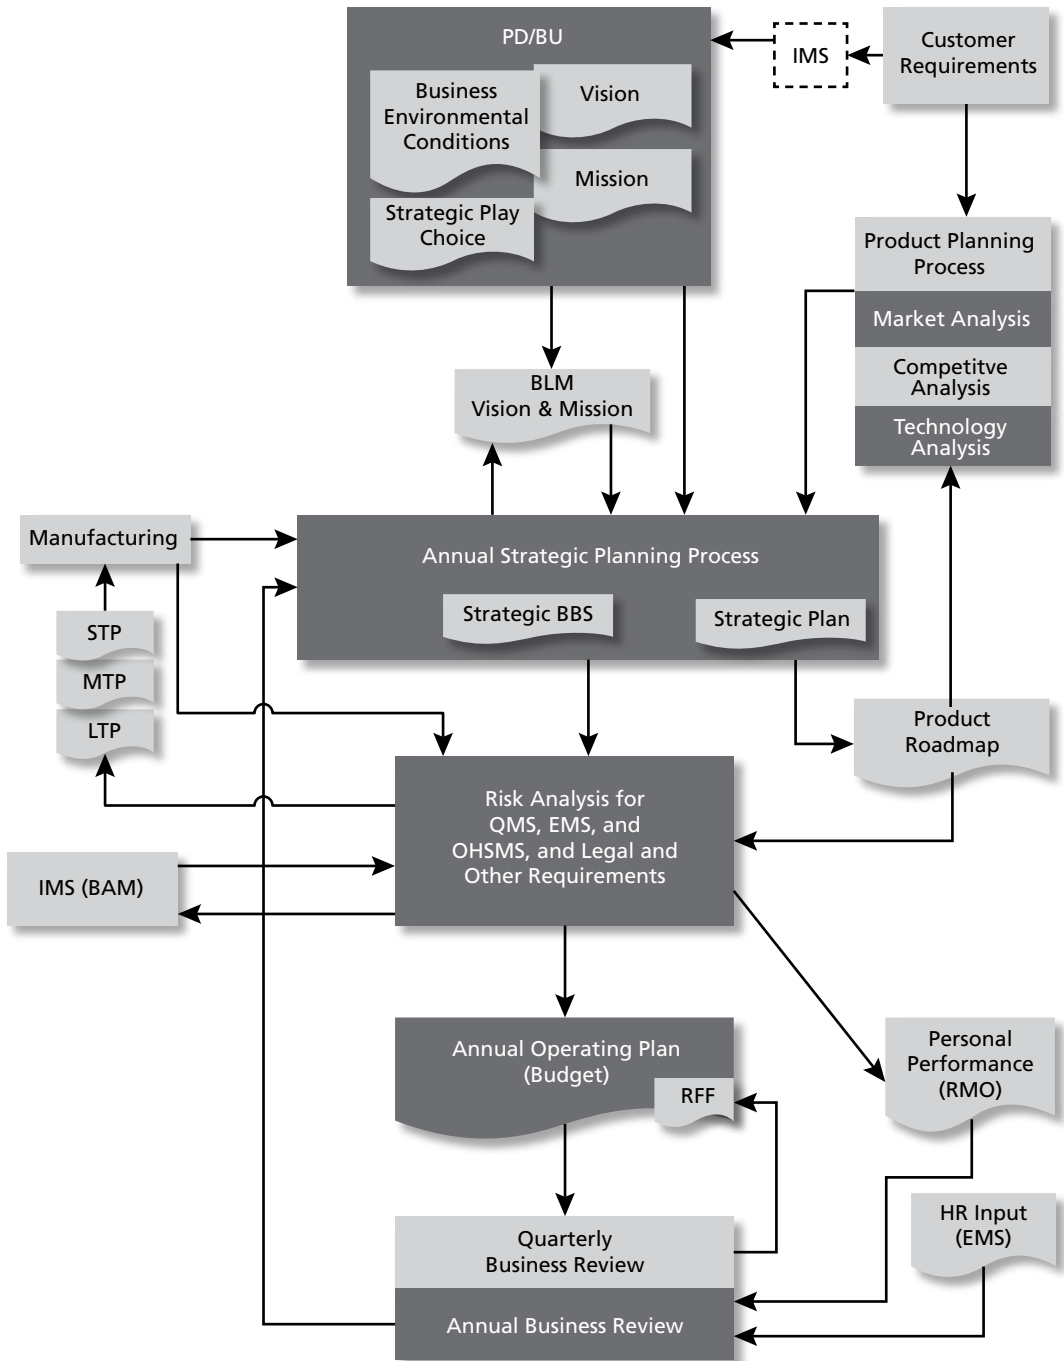 PD/BU
Business
Environmental
Conditions
Vision
Mission
Strategic Play
Choice
IMS
Customer
Requirements
Product Planning
Process
Market Analysis
Competitve
Analysis
Technology
Analysis
BLM
Vision & Mission
Manufacturing
STP
MTP
LTP
Annual Strategic Planning Process
Strategic BBS
Strategic Plan
Product
Roadmap
Risk Analysis for
QMS, EMS, and
OHSMS, and Legal and
Other Requirements
IMS (BAM)
Annual Operating Plan
(Budget)
RFF
Personal
Performance
(RMO)
HR Input
(EMS)
Quarterly
Business Review
Annual Business Review